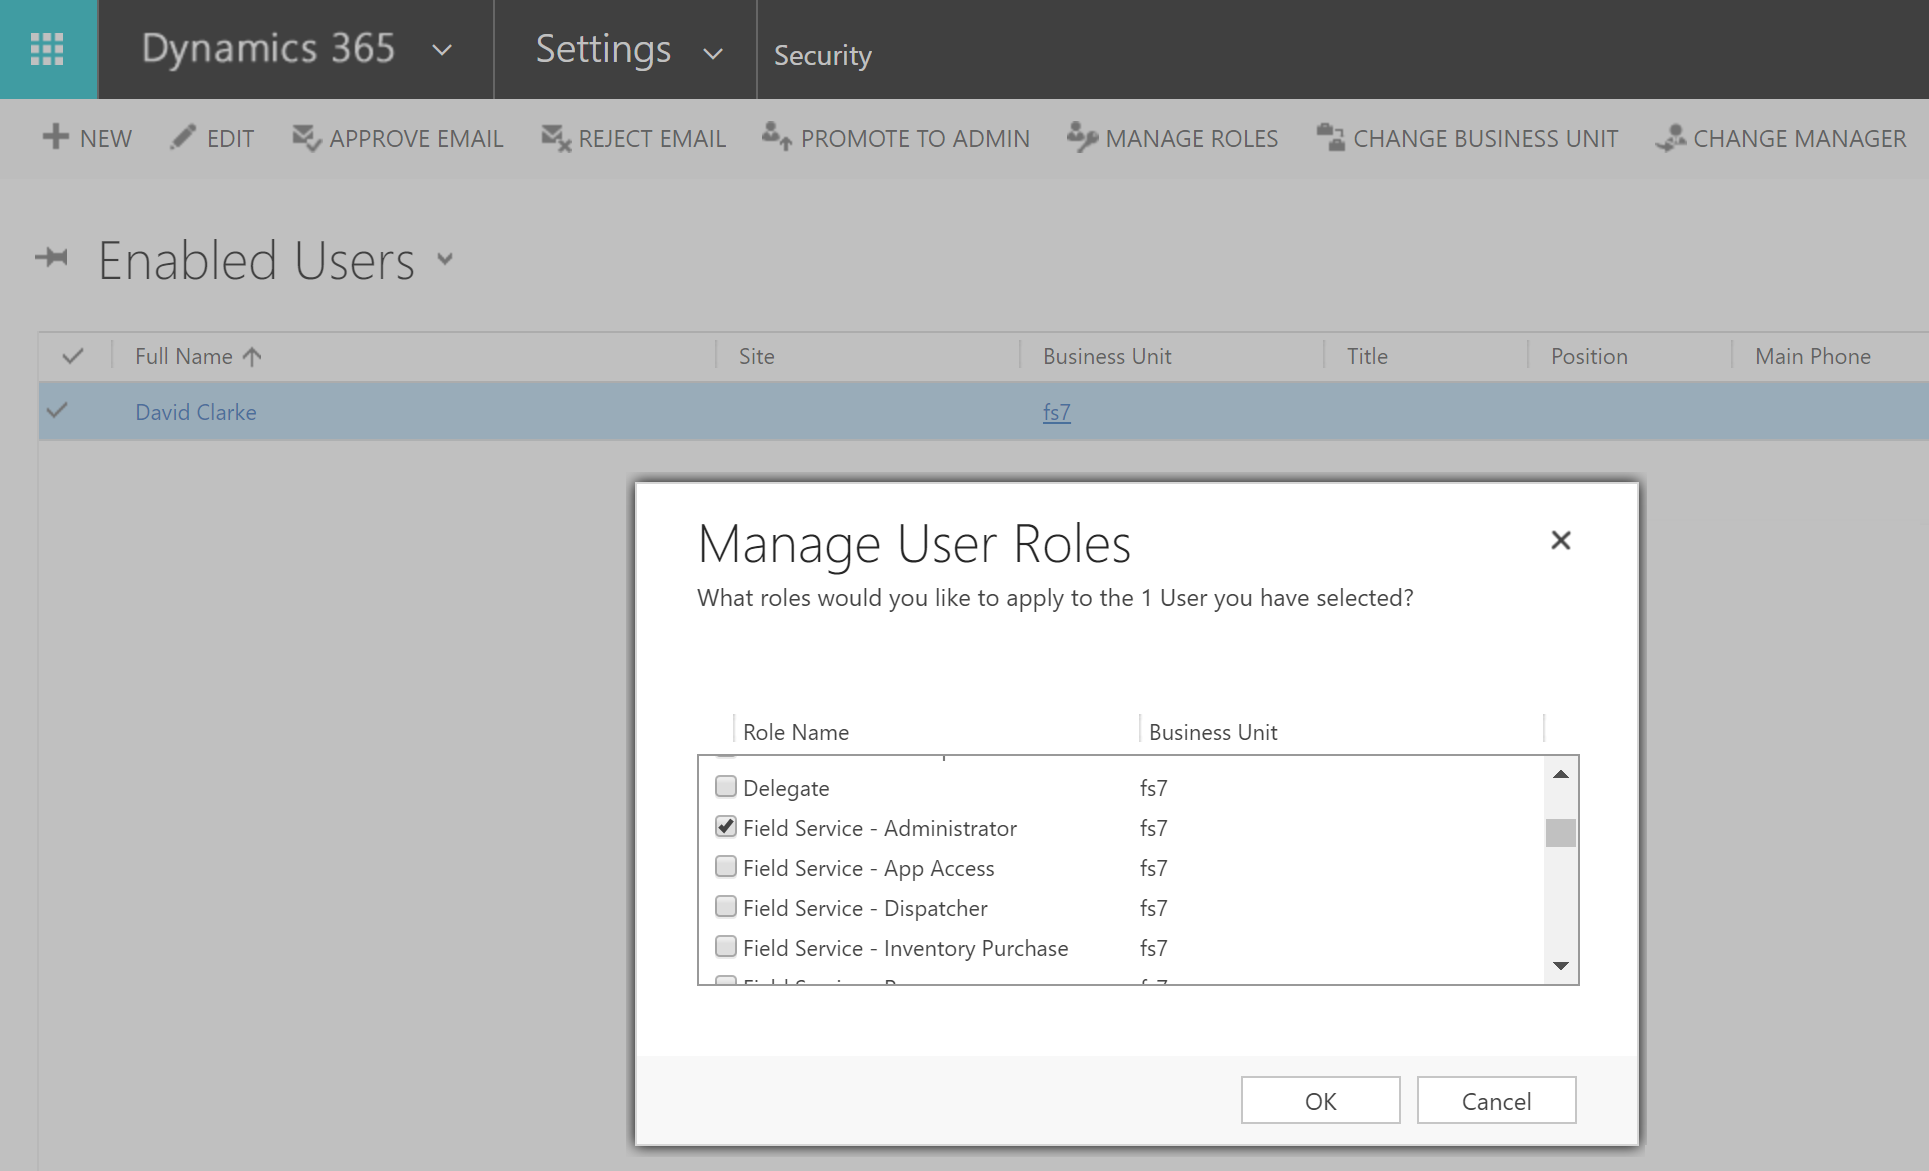 Dynamics 365 Settings Security
NEW EDIT APPROVE EMAIL REJECT EMAIL PROMOTE TO ADMIN MANAGE ROLES CHANGE BUSINESS UNIT CHANGE MANAGER
Enabled Users
Full Name Site Business Unit Title Position Main Phone
David Clarke fs7
Manage User Roles
What roles would you like to apply to the 1 User you have selected?
Role Name Business Unit
Delegate fs7
Field Service - Administrator fs7
Field Service - App Access fs7
Field Service - Dispatcher fs7
Field Service - Inventory Purchase fs7
OK Cancel